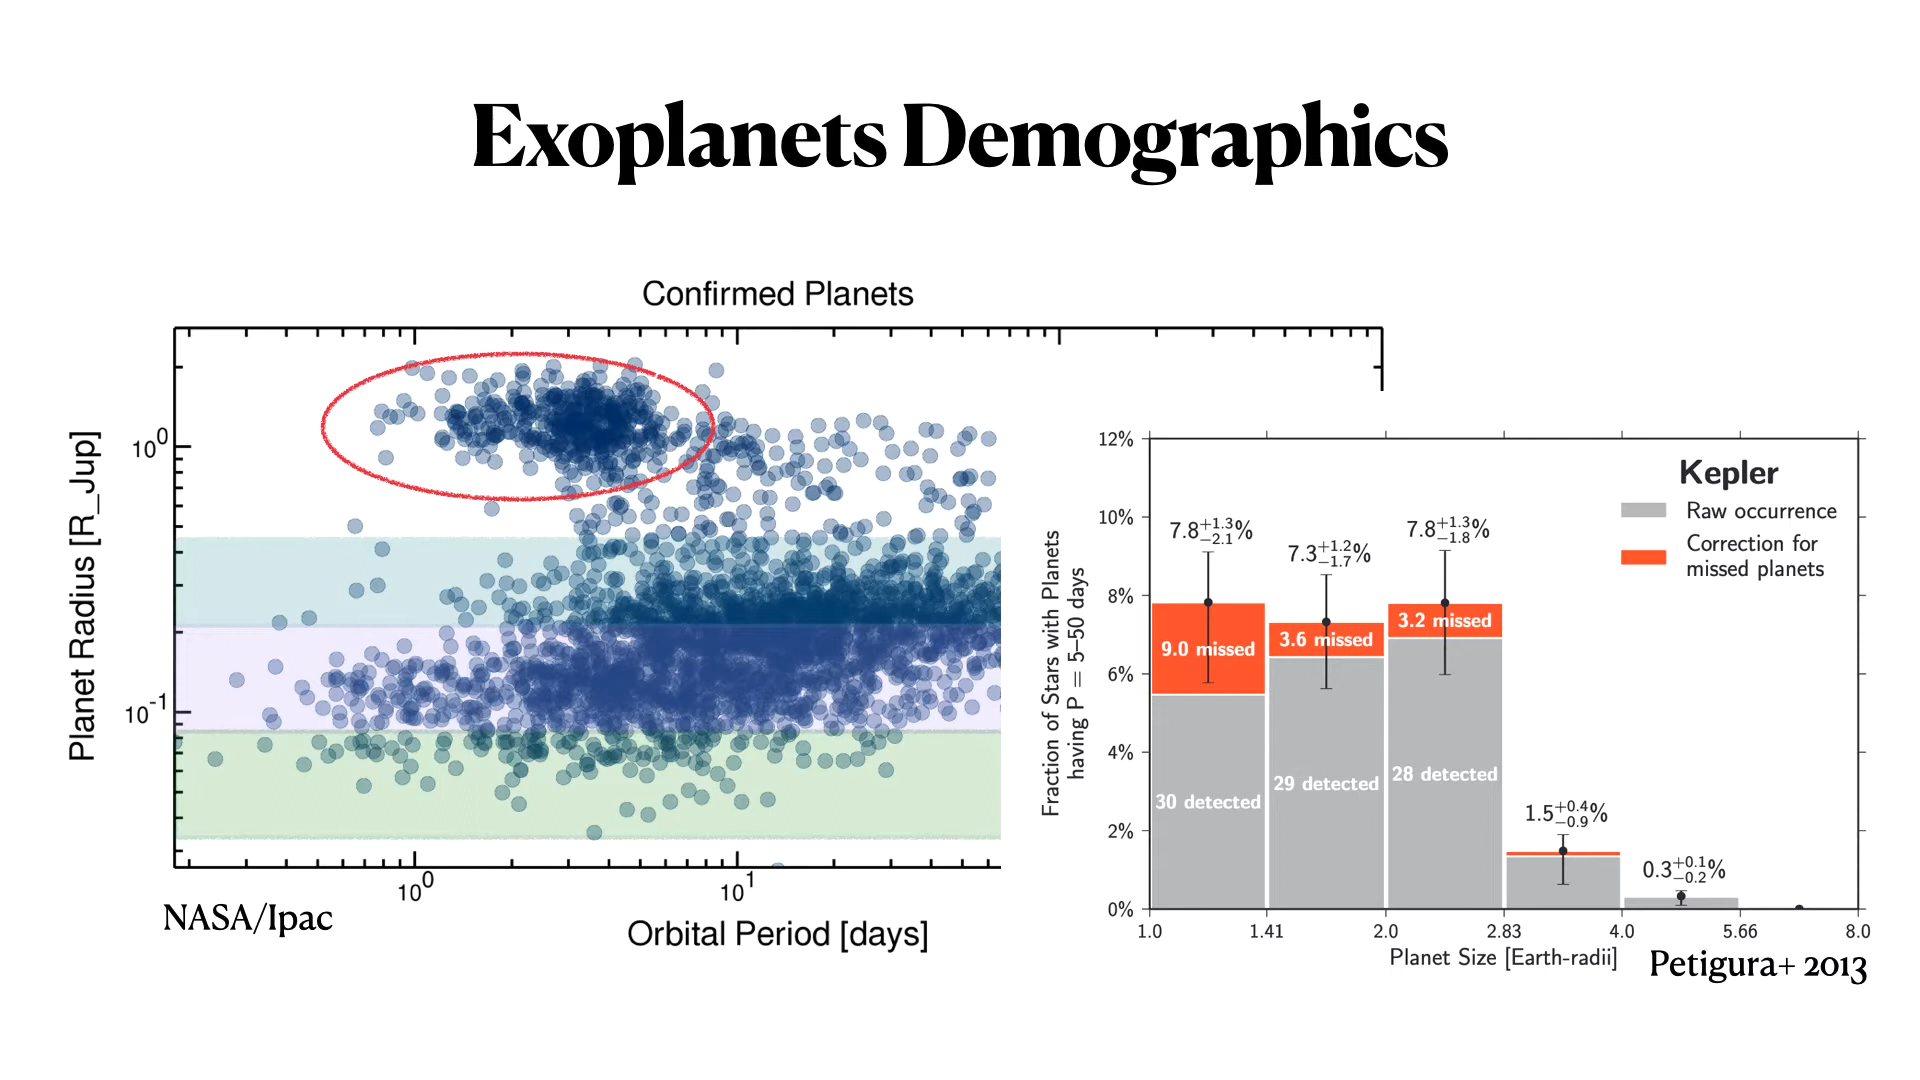 Exoplanets Demographics
Confirmed Planets
Planet Radius [R_Jup]
10^0
10^-1
10^0
10^1
Orbital Period [days]
NASA/Ipac
Fraction of Stars with Planets
having P = 5–50 days
12%
10%
8%
6%
4%
2%
0%
Kepler
Raw occurrence
Correction for
missed planets
7.8+1.3−2.1%
7.3+1.2−1.7%
7.8+1.3−1.8%
1.5+0.4−0.9%
0.3+0.1−0.2%
9.0 missed
3.6 missed
3.2 missed
30 detected
29 detected
28 detected
1.0
1.41
2.0
2.83
4.0
5.66
8.0
Planet Size [Earth-radii]
Petigura+ 2013